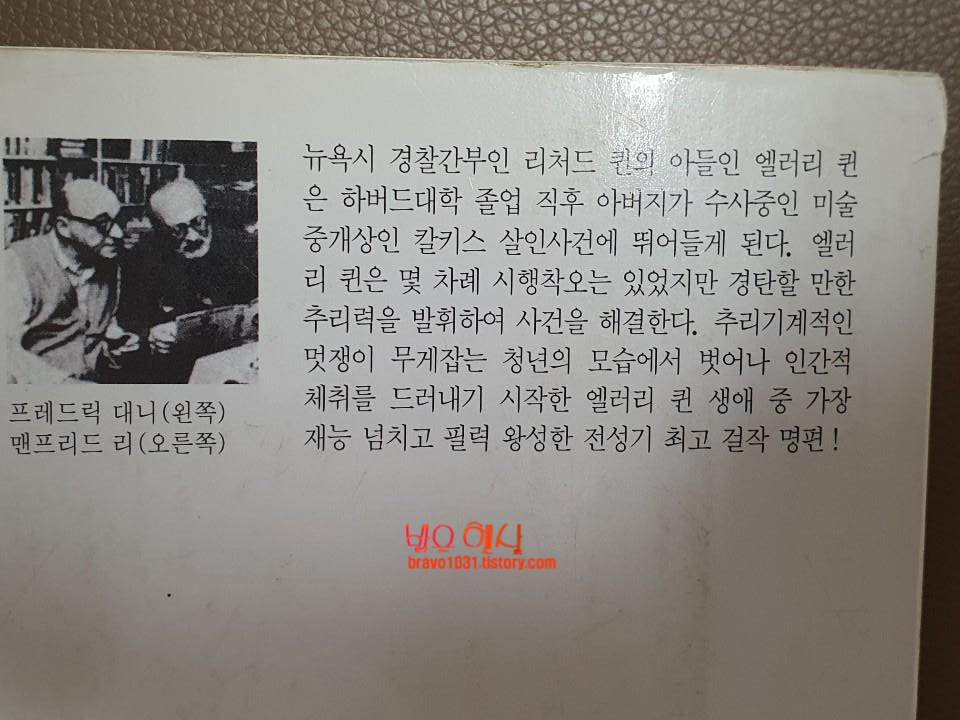 뉴욕시 경찰간부인 리처드 퀸의 아들인 엘러리 퀸
은 하버드대학 졸업 직후 아버지가 수사중인 미술
중개상인 칼키스 살인사건에 뛰어들게 된다. 엘러
리 퀸은 몇 차례 시행착오는 있었지만 경탄할 만한
추리력을 발휘하여 사건을 해결한다. 추리기계적인
멋쟁이 무게잡는 청년의 모습에서 벗어나 인간적
체취를 드러내기 시작한 엘러리 퀸 생애 중 가장
재능 넘치고 필력 왕성한 전성기 최고 걸작 명편!
프레드릭 대니(왼쪽)
맨프리드 리(오른쪽)
bravo1031.tistory.com